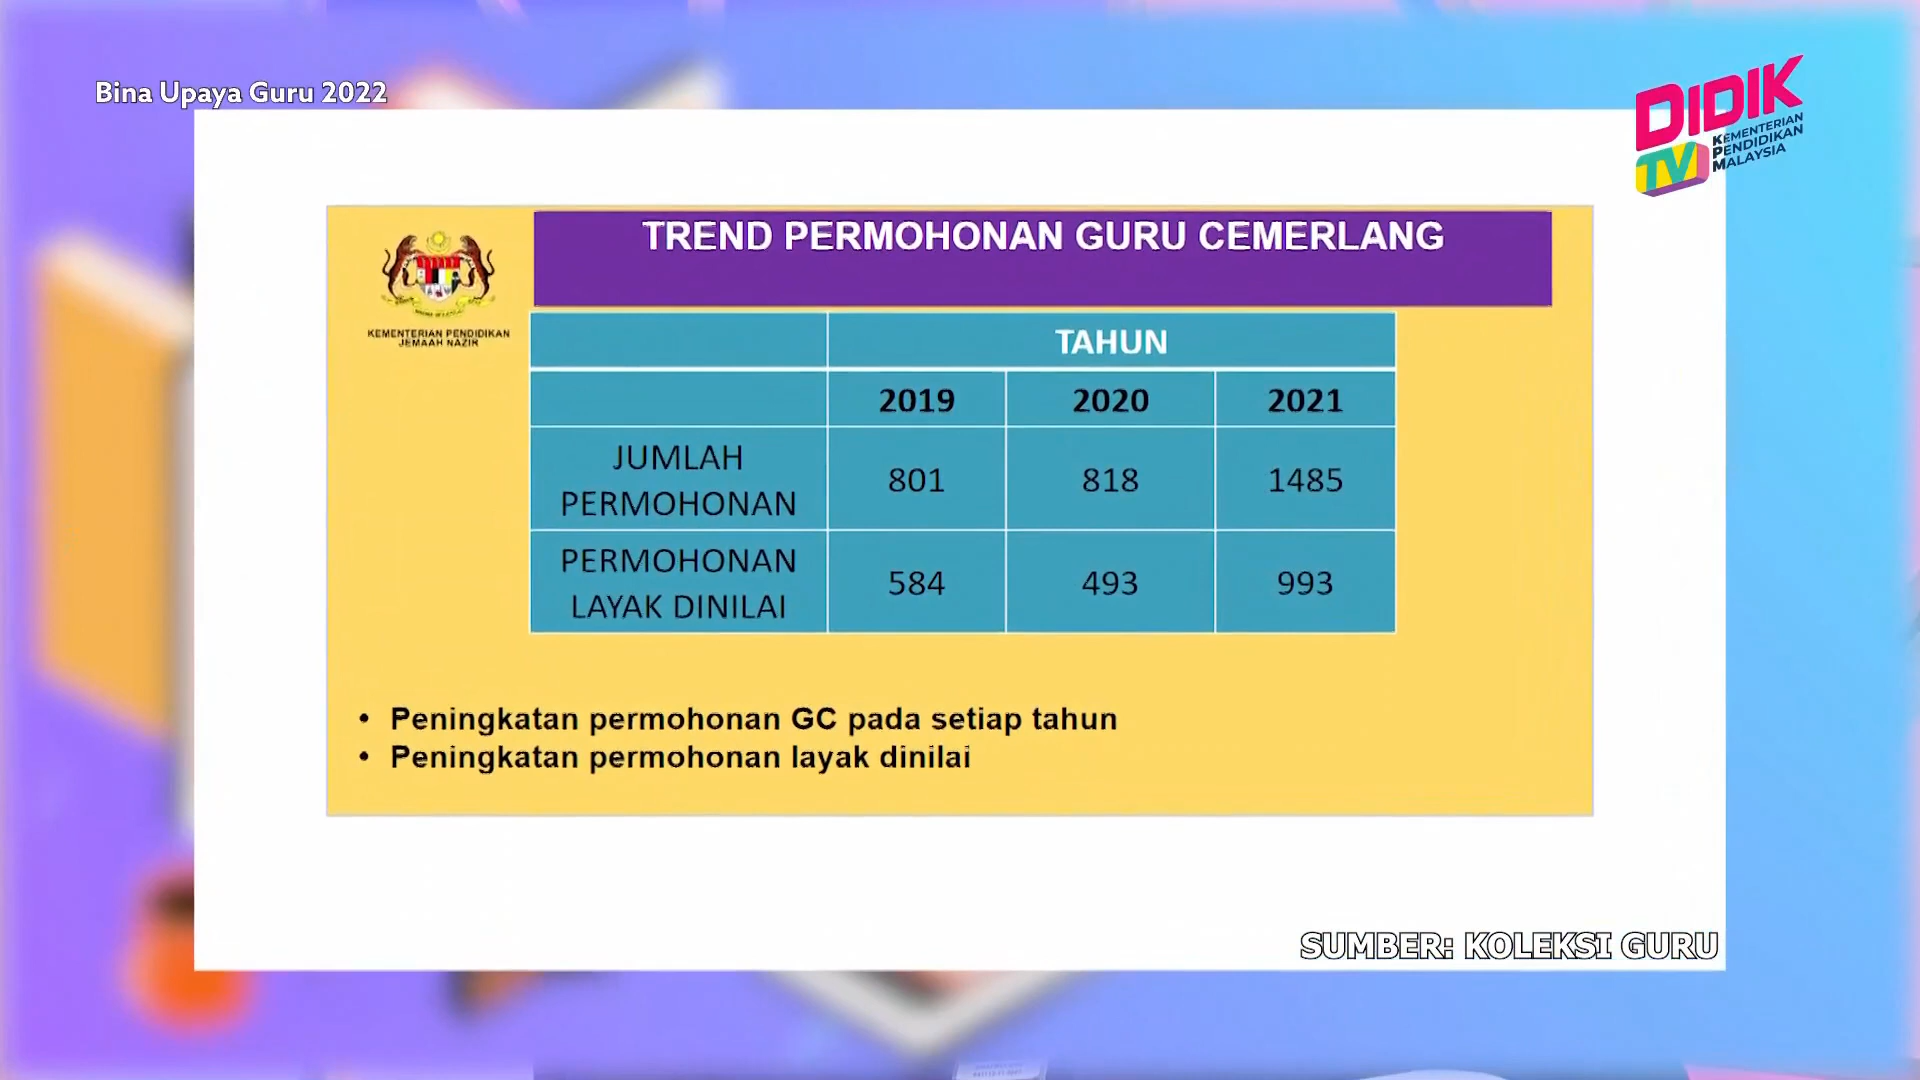 Bina Upaya Guru 2022
DIDIK
TV
KEMENTERIAN
PENDIDIKAN
MALAYSIA
TREND PERMOHONAN GURU CEMERLANG
KEMENTERIAN PENDIDIKAN
JEMAAH NAZIR
TAHUN
2019 2020 2021
JUMLAH
PERMOHONAN
801 818 1485
PERMOHONAN
LAYAK DINILAI
584 493 993
• Peningkatan permohonan GC pada setiap tahun
• Peningkatan permohonan layak dinilai
SUMBER: KOLEKSI GURU